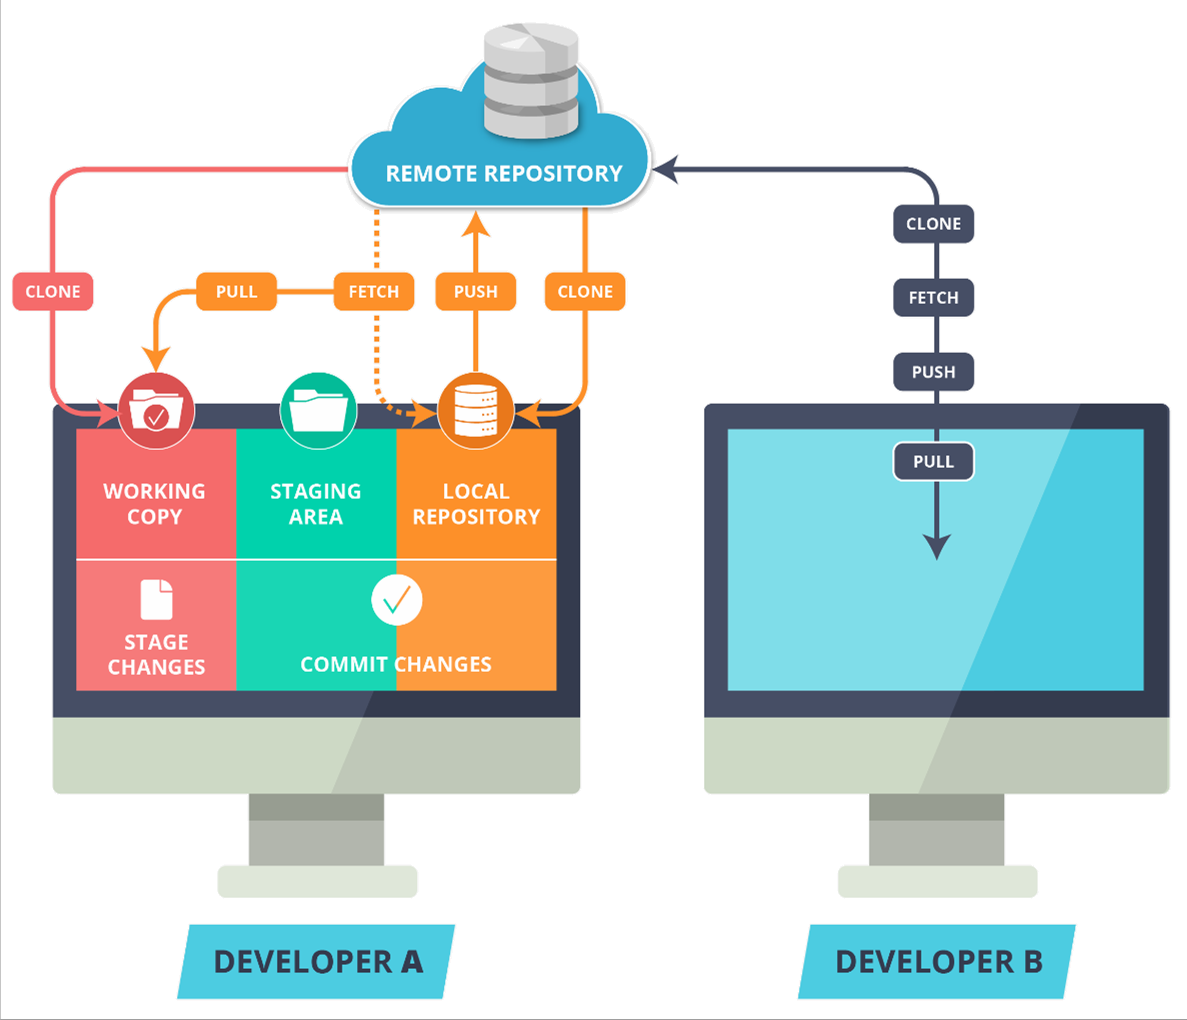 REMOTE REPOSITORY
CLONE
PULL
FETCH
PUSH
CLONE
WORKING
COPY
STAGING
AREA
LOCAL
REPOSITORY
STAGE
CHANGES
COMMIT CHANGES
DEVELOPER A
CLONE
FETCH
PUSH
PULL
DEVELOPER B